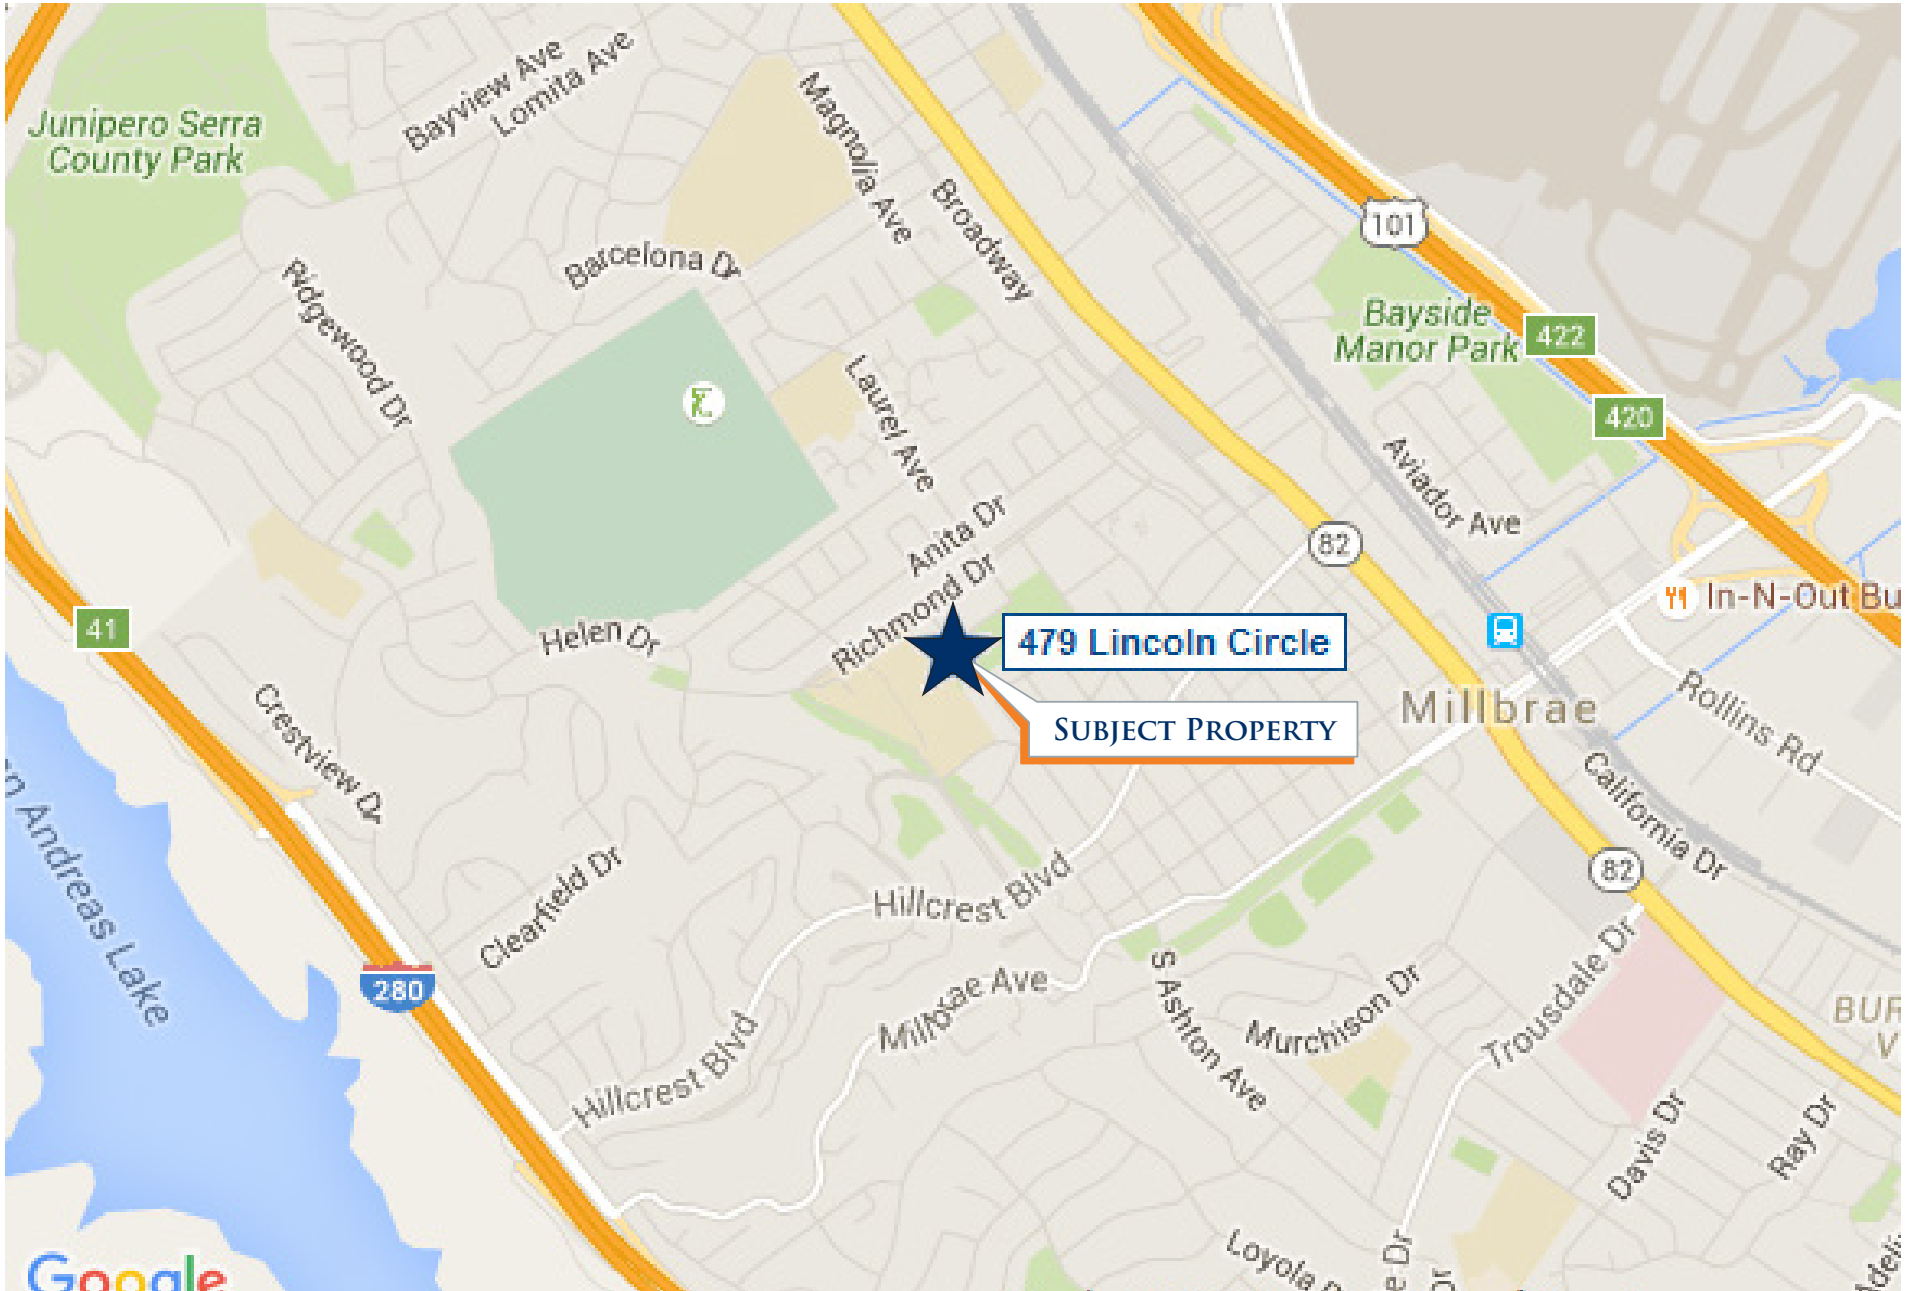 Bayview Ave
Lomita Ave
Junipero Serra
County Park
Magnolia Ave
Broadway
101
Barcelona Dr
Ridgewood Dr
Bayside
Manor Park
422
420
Laurel Ave
Aviador Ave
Anita Dr
Richmond Dr
82
In-N-Out Bu
41
Helen Dr
479 Lincoln Circle
SUBJECT PROPERTY
Millbrae
Rollins Rd
Crestview Dr
California Dr
Andreas Lake
82
Clearfield Dr
Hillcrest Blvd
280
Millbrae Ave
S Ashton Ave
Murchison Dr
Trousdale Dr
BUR
V
Hillcrest Blvd
Davis Dr
Ray Dr
Loyola
e Dr
Google